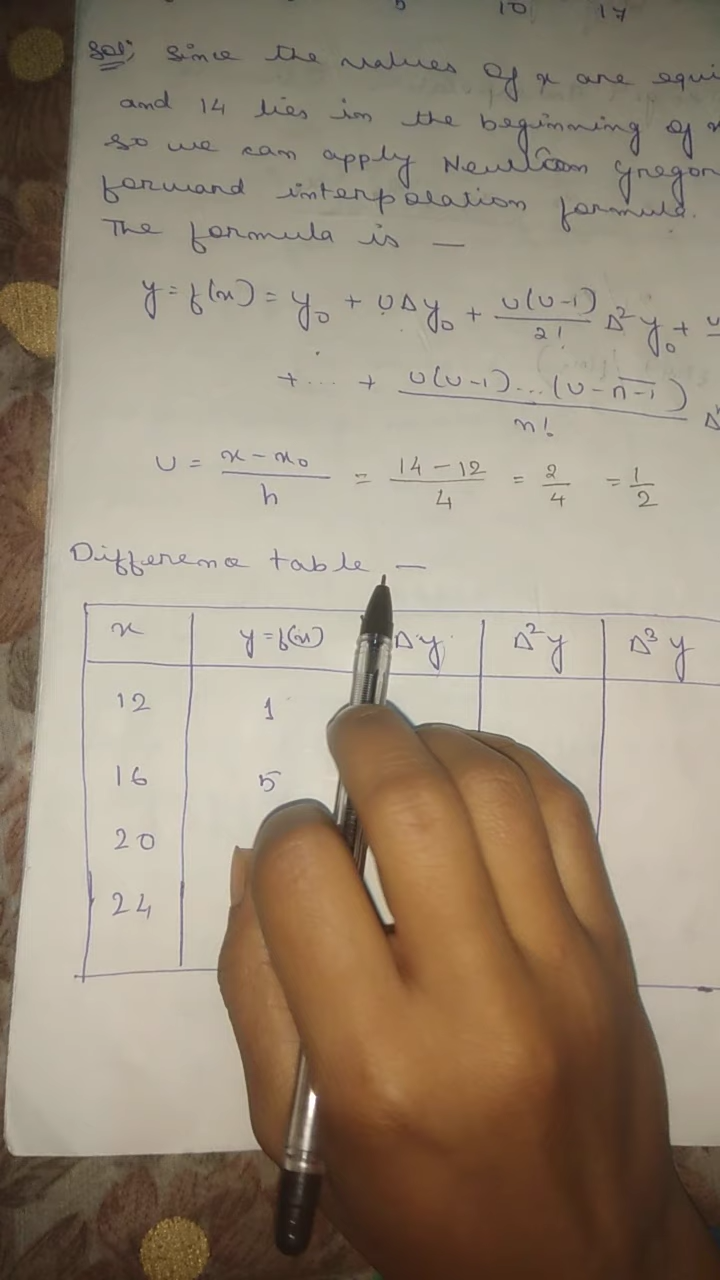 5 10 17
Sol; Since the values of x are equi
and 14 lies in the beginning of x
so we can apply Newton Gregor
forward interpolation formula.
The formula is —
y = f(x) = y₀ + UΔy₀ + U(U-1)/2! Δ²y₀ + U
+ ... + U(U-1)...(U-n-1)/n! Δ
U = x - x₀/h = 14-12/4 = 2/4 = 1/2
Difference table —
x y=f(x) Δy Δ²y Δ³y
12 1
16 5
20
24